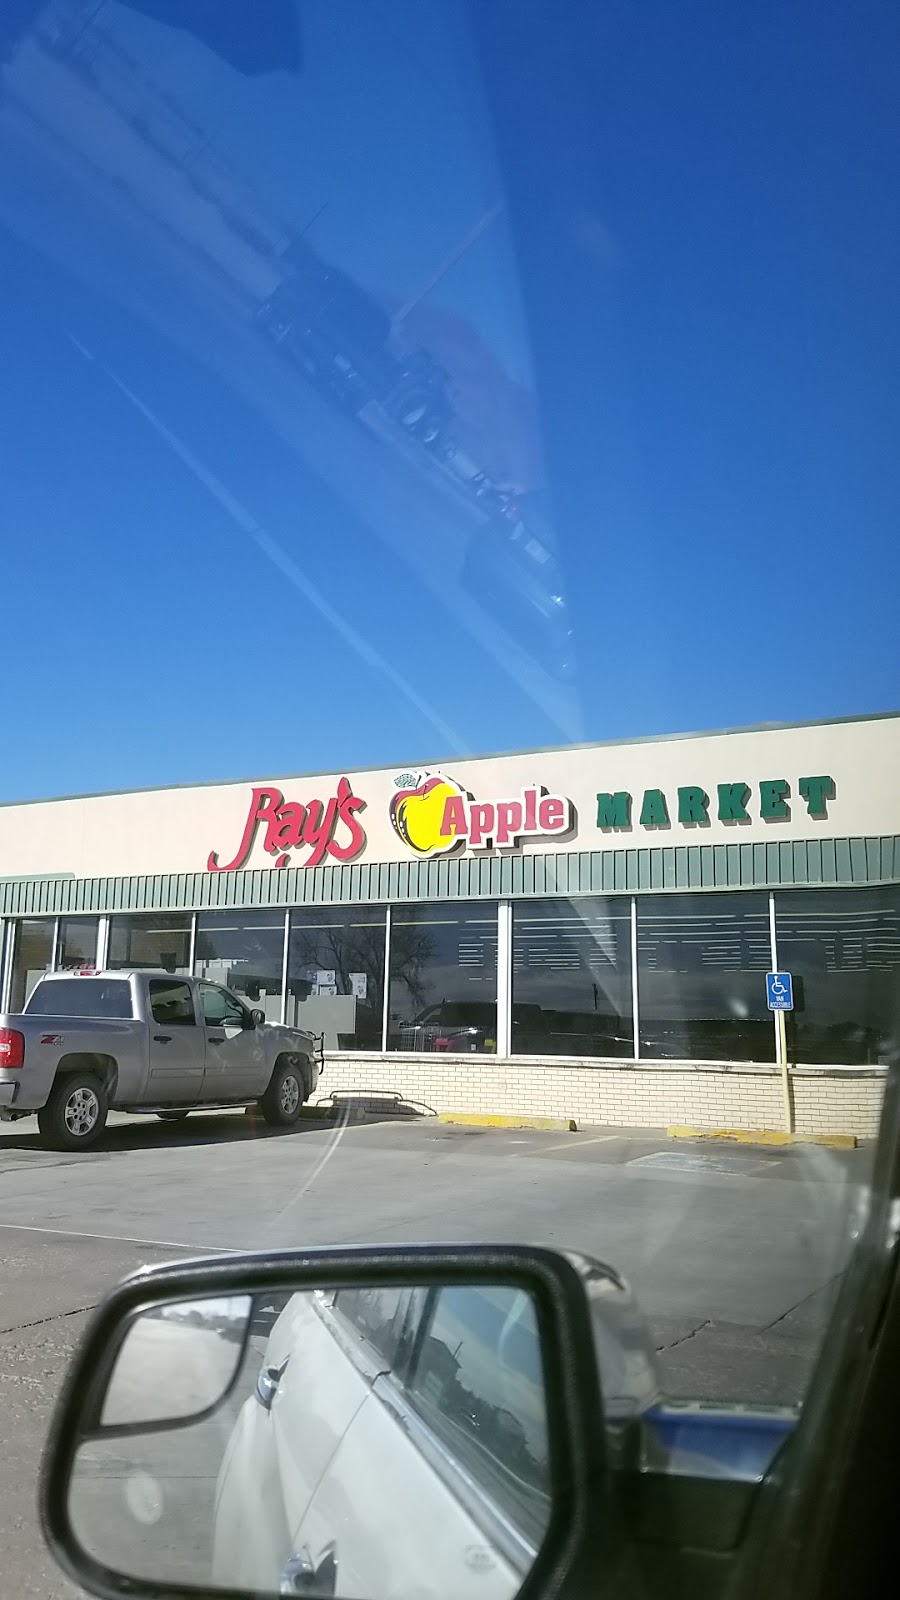 Ray's Apple MARKET
VAN
ACCESSIBLE
Z71